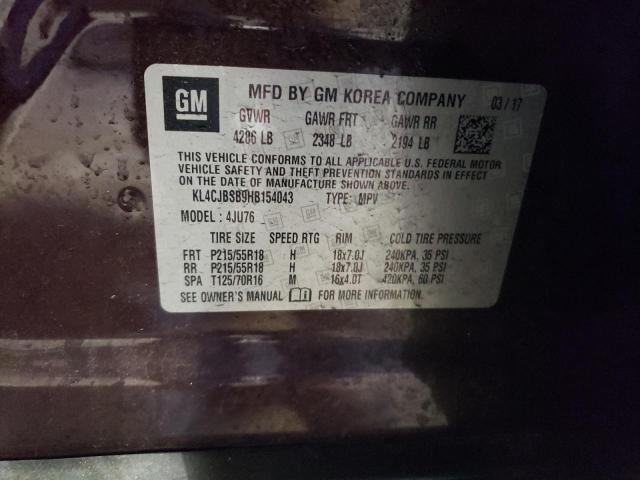 GM MFD BY GM KOREA COMPANY 03/17
GVWR GAWR FRT GAWR RR
4286 LB 2348 LB 2194 LB
THIS VEHICLE CONFORMS TO ALL APPLICABLE U.S. FEDERAL MOTOR
VEHICLE SAFETY AND THEFT PREVENTION STANDARDS IN EFFECT ON
THE DATE OF MANUFACTURE SHOWN ABOVE.
KL4CJBSB9HB154043 TYPE: MPV
MODEL: 4JU76
TIRE SIZE SPEED RTG RIM COLD TIRE PRESSURE
FRT P215/55R18 H 18x7.0J 240KPA, 35 PSI
RR P215/55R18 H 18x7.0J 240KPA, 35 PSI
SPA T125/70R16 M 16x4.0T 420KPA, 60 PSI
SEE OWNER'S MANUAL FOR MORE INFORMATION